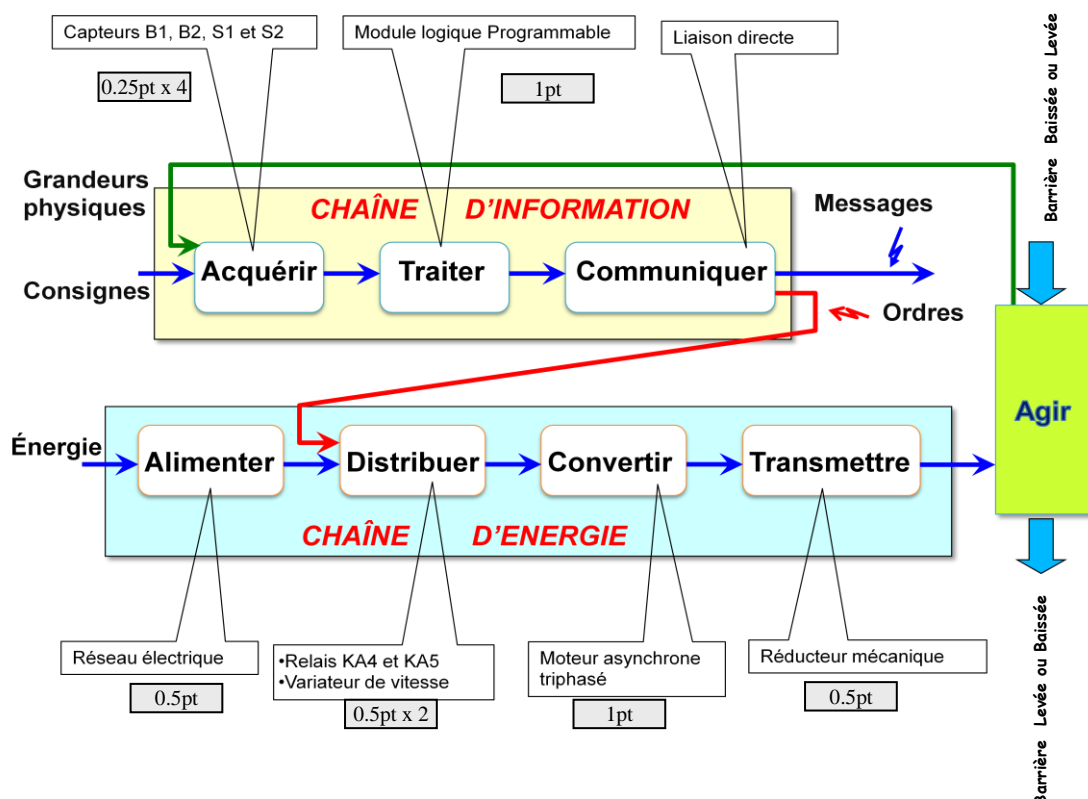 Capteurs B1, B2, S1 et S2
Module logique Programmable
Liaison directe
0.25pt x 4
1pt
Barrière Baissée ou Levée
Grandeurs
physiques
CHAÎNE D’INFORMATION
Messages
Acquérir
Traiter
Communiquer
Consignes
Ordres
Agir
Énergie
Alimenter
Distribuer
Convertir
Transmettre
CHAÎNE D’ENERGIE
Réseau électrique
•Relais KA4 et KA5
•Variateur de vitesse
Moteur asynchrone
triphasé
Réducteur mécanique
0.5pt
0.5pt x 2
1pt
0.5pt
Barrière Levée ou Baissée